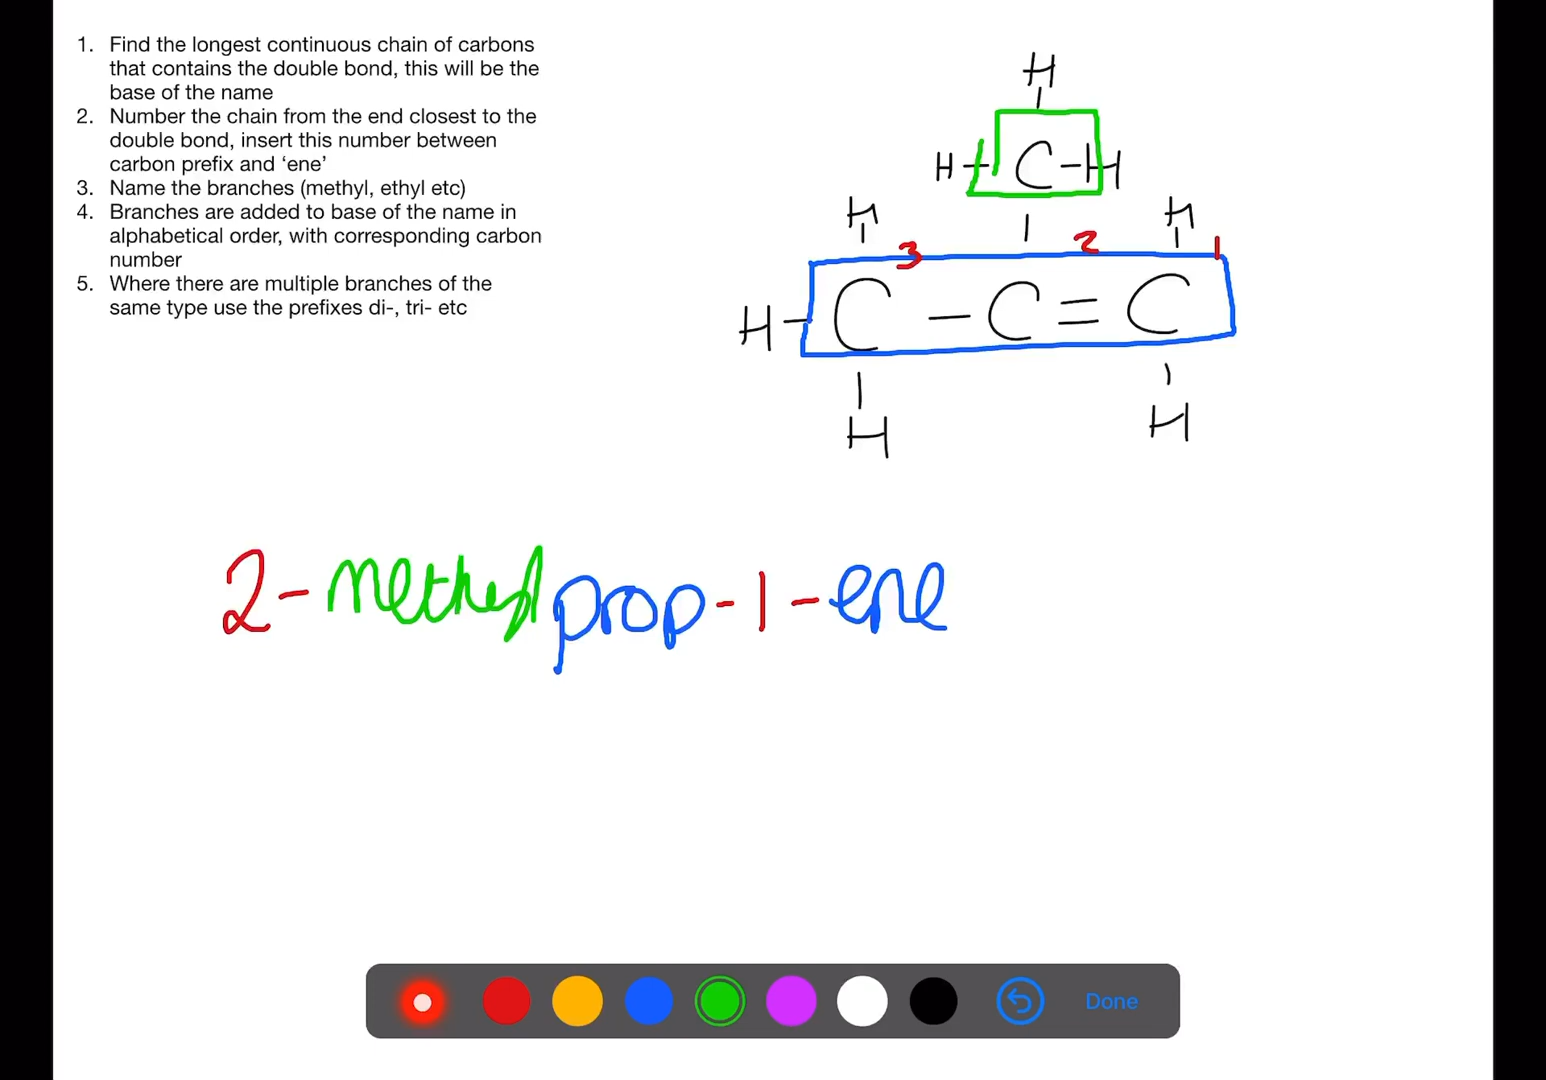 1. Find the longest continuous chain of carbons
that contains the double bond, this will be the
base of the name
2. Number the chain from the end closest to the
double bond, insert this number between
carbon prefix and ‘ene’
3. Name the branches (methyl, ethyl etc)
4. Branches are added to base of the name in
alphabetical order, with corresponding carbon
number
5. Where there are multiple branches of the
same type use the prefixes di-, tri- etc
H
H - C - H
H H
3 2 1
H - C - C = C
H H
2-methylprop-1-ene
Done